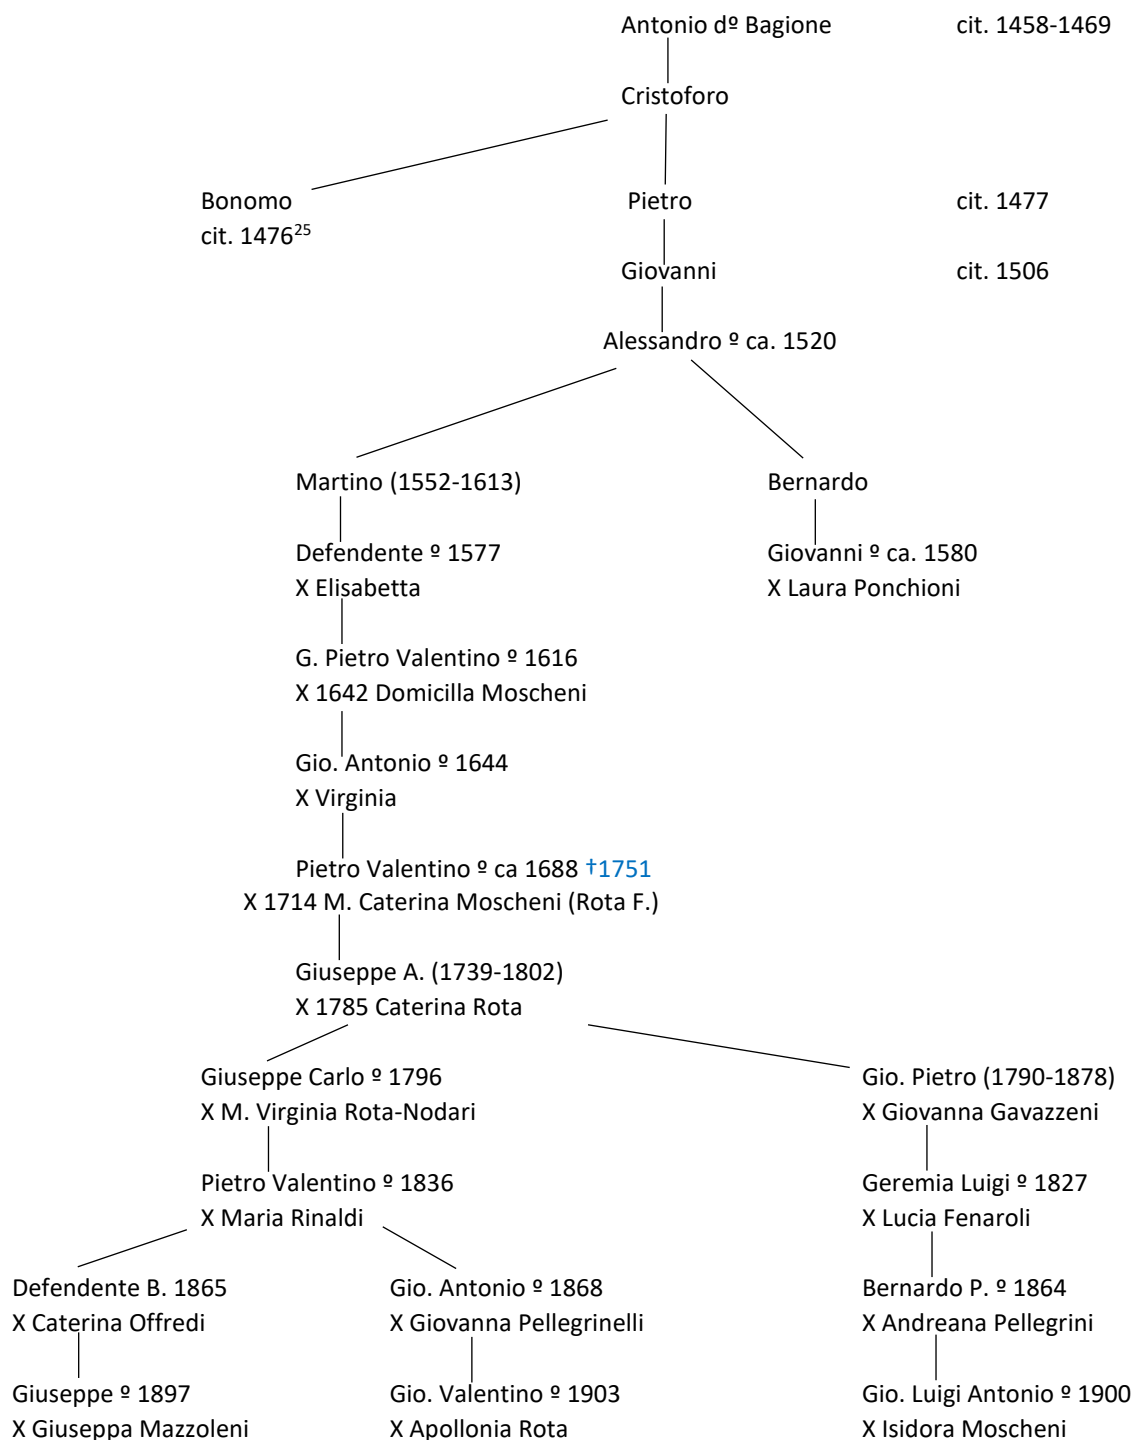 Antonio dº Bagione cit. 1458-1469
Cristoforo
Bonomo Pietro cit. 1477
cit. 1476²⁵
Giovanni cit. 1506
Alessandro º ca. 1520
Martino (1552-1613) Bernardo
Defendente º 1577 Giovanni º ca. 1580
X Elisabetta X Laura Ponchioni
G. Pietro Valentino º 1616
X 1642 Domicilla Moscheni
Gio. Antonio º 1644
X Virginia
Pietro Valentino º ca 1688 †1751
X 1714 M. Caterina Moscheni (Rota F.)
Giuseppe A. (1739-1802)
X 1785 Caterina Rota
Giuseppe Carlo º 1796 Gio. Pietro (1790-1878)
X M. Virginia Rota-Nodari X Giovanna Gavazzeni
Pietro Valentino º 1836 Geremia Luigi º 1827
X Maria Rinaldi X Lucia Fenaroli
Defendente B. 1865 Gio. Antonio º 1868 Bernardo P. º 1864
X Caterina Offredi X Giovanna Pellegrinelli X Andreana Pellegrini
Giuseppe º 1897 Gio. Valentino º 1903 Gio. Luigi Antonio º 1900
X Giuseppa Mazzoleni X Apollonia Rota X Isidora Moscheni